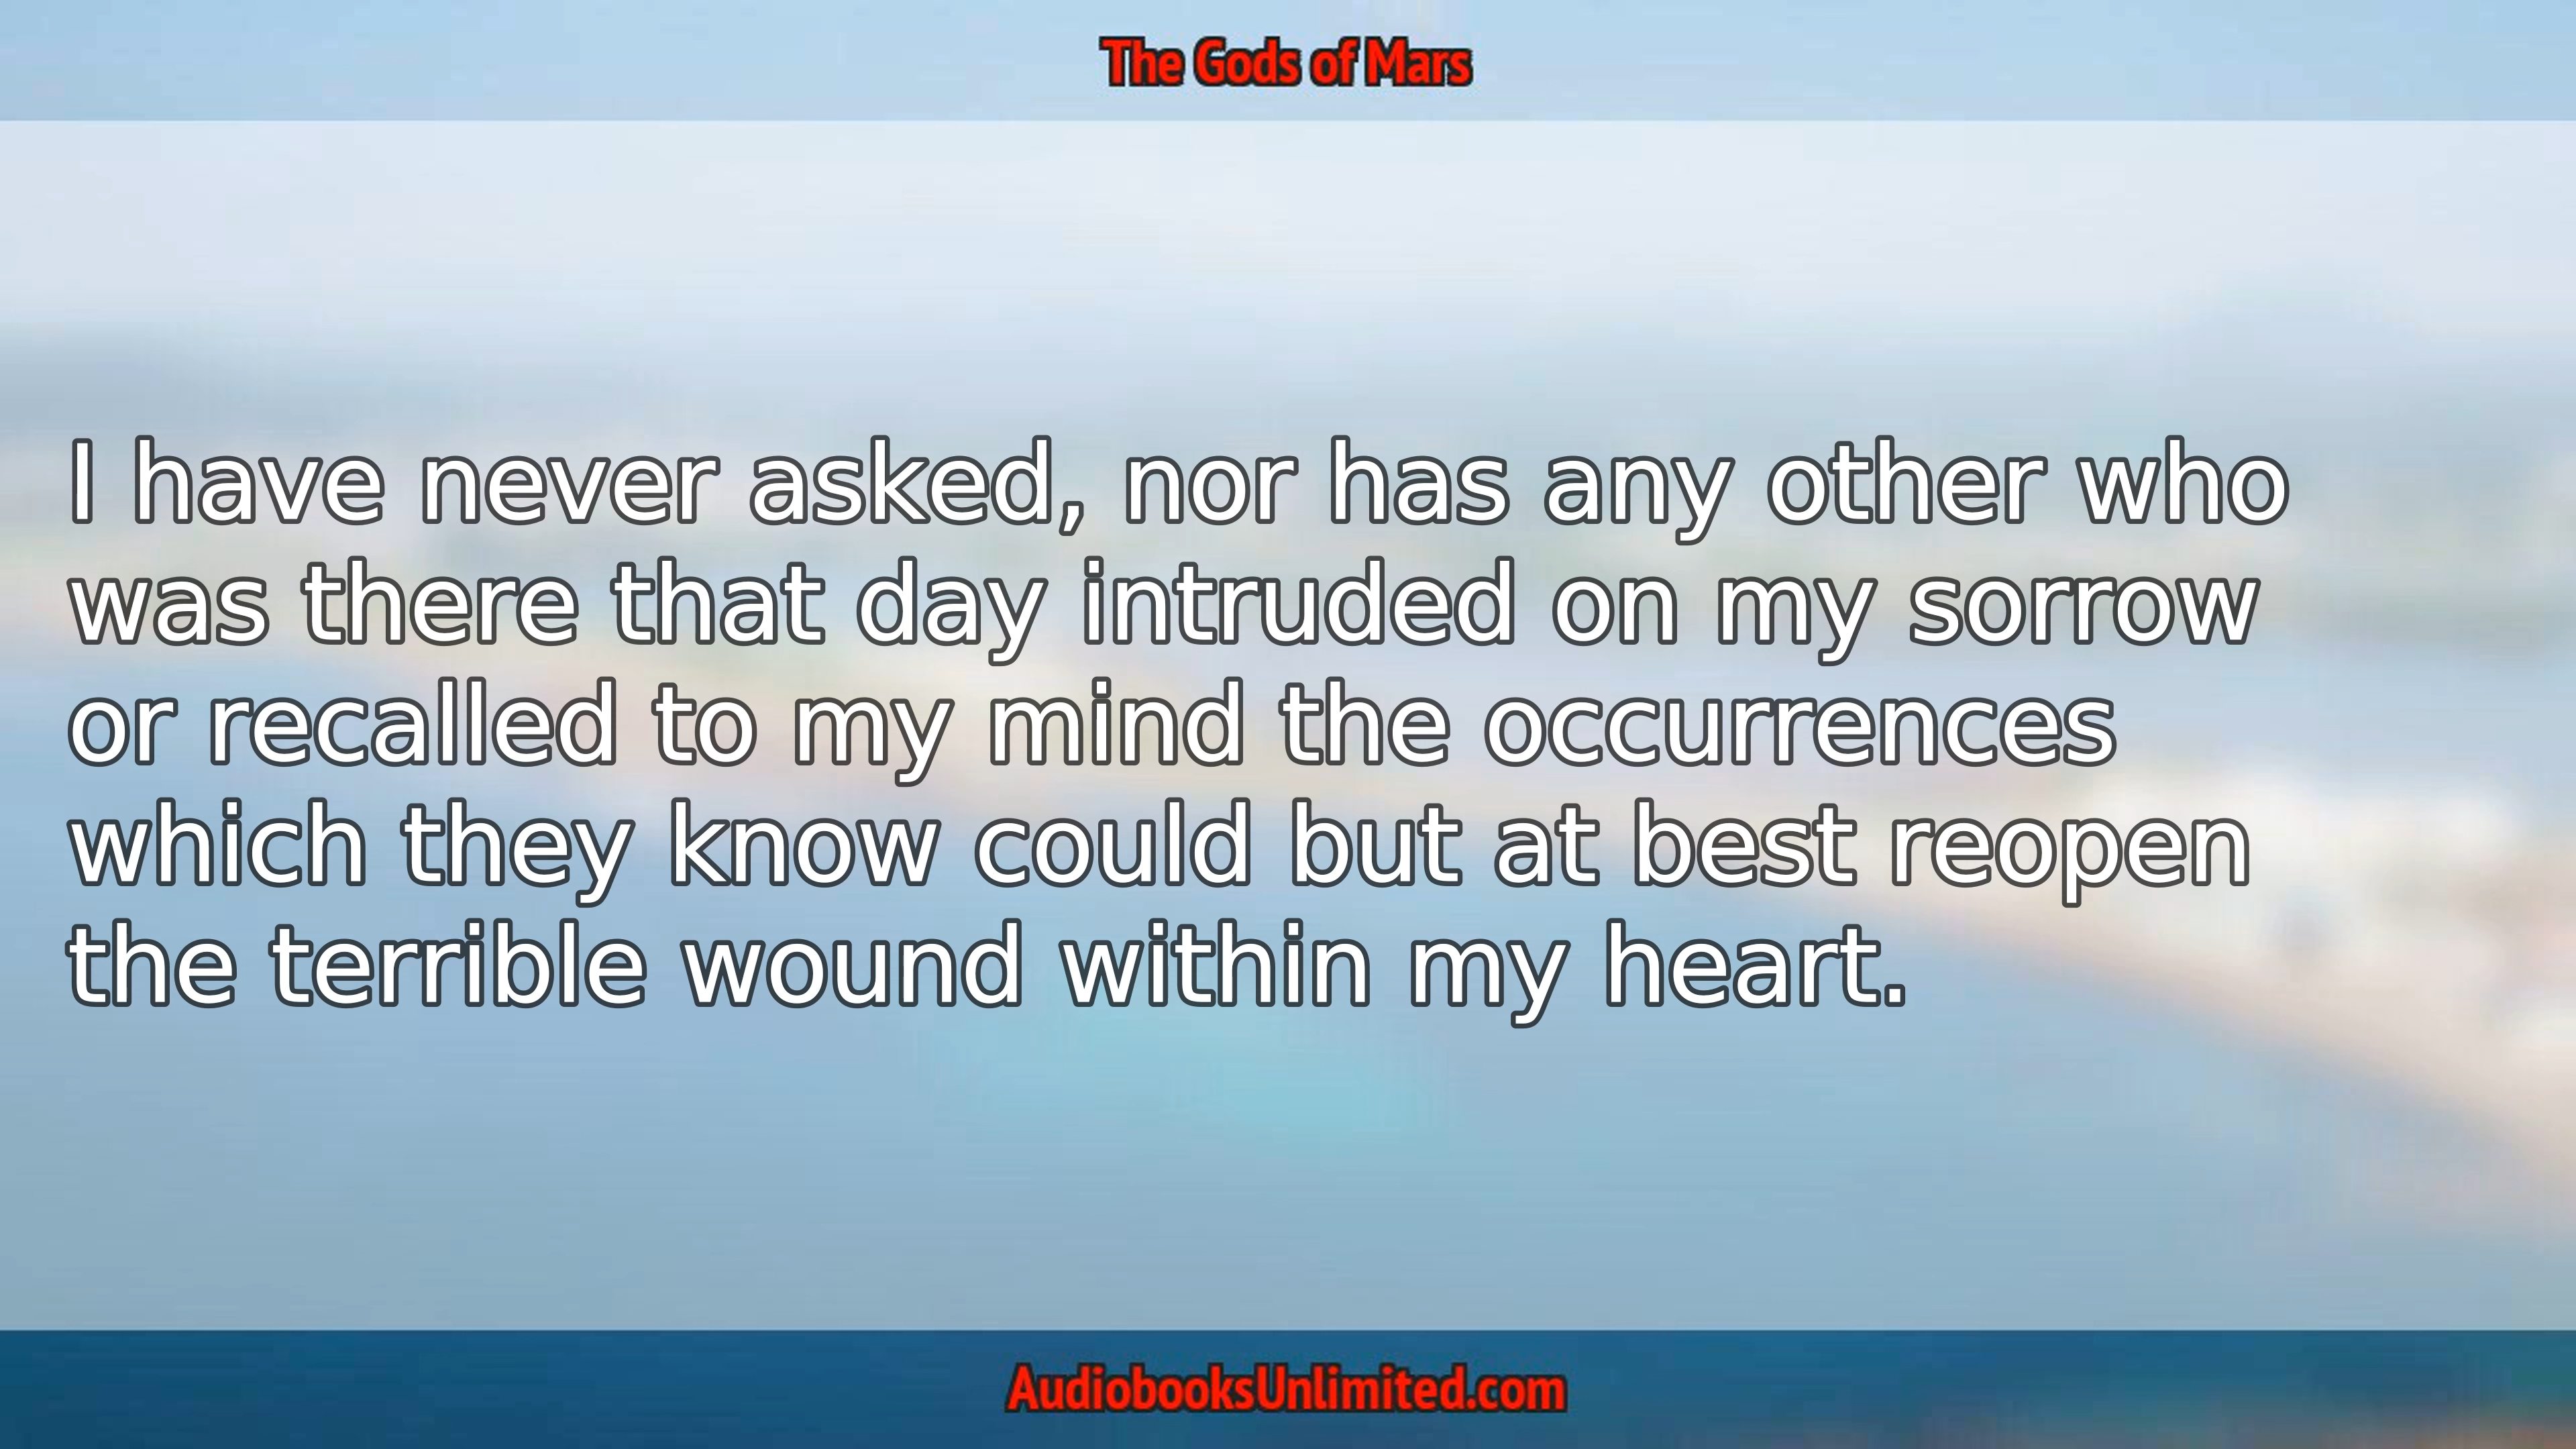 The Gods of Mars
I have never asked, nor has any other who
was there that day intruded on my sorrow
or recalled to my mind the occurrences
which they know could but at best reopen
the terrible wound within my heart.
AudiobooksUnlimited.com